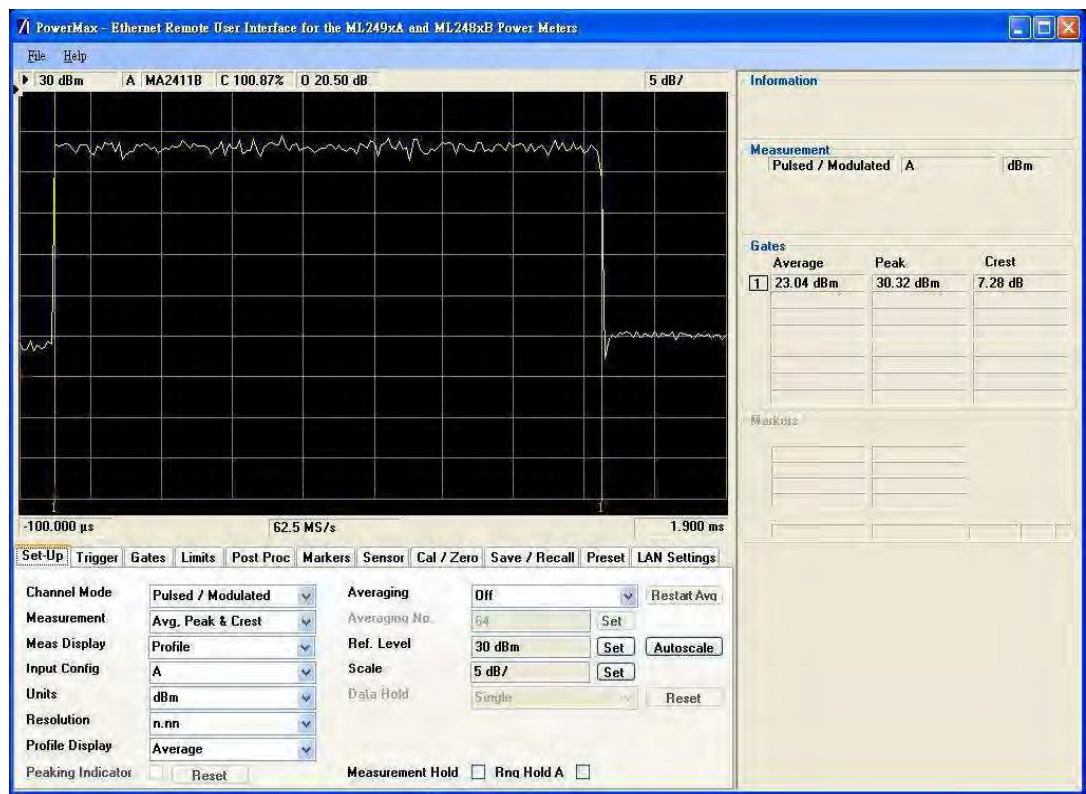 PowerMax - Ethernet Remote User Interface for the ML249xA and ML248xB Power Meters
File Help
30 dBm A MA2411B C 100.87% O 20.50 dB 5 dB/
1 1
-100.000 µs 62.5 MS/s 1.900 ms
Information
Measurement
Pulsed / Modulated A dBm
Gates
Average Peak Crest
1 23.04 dBm 30.32 dBm 7.28 dB
Markers
Set-Up Trigger Gates Limits Post Proc Markers Sensor Cal / Zero Save / Recall Preset LAN Settings
Channel Mode Pulsed / Modulated Averaging Off Restart Avg
Measurement Avg, Peak & Crest Averaging No. 64 Set
Meas Display Profile Ref. Level 30 dBm Set Autoscale
Input Config A Scale 5 dB/ Set
Units dBm Data Hold Single Reset
Resolution n.nn
Profile Display Average
Peaking Indicator Reset Measurement Hold Rng Hold A